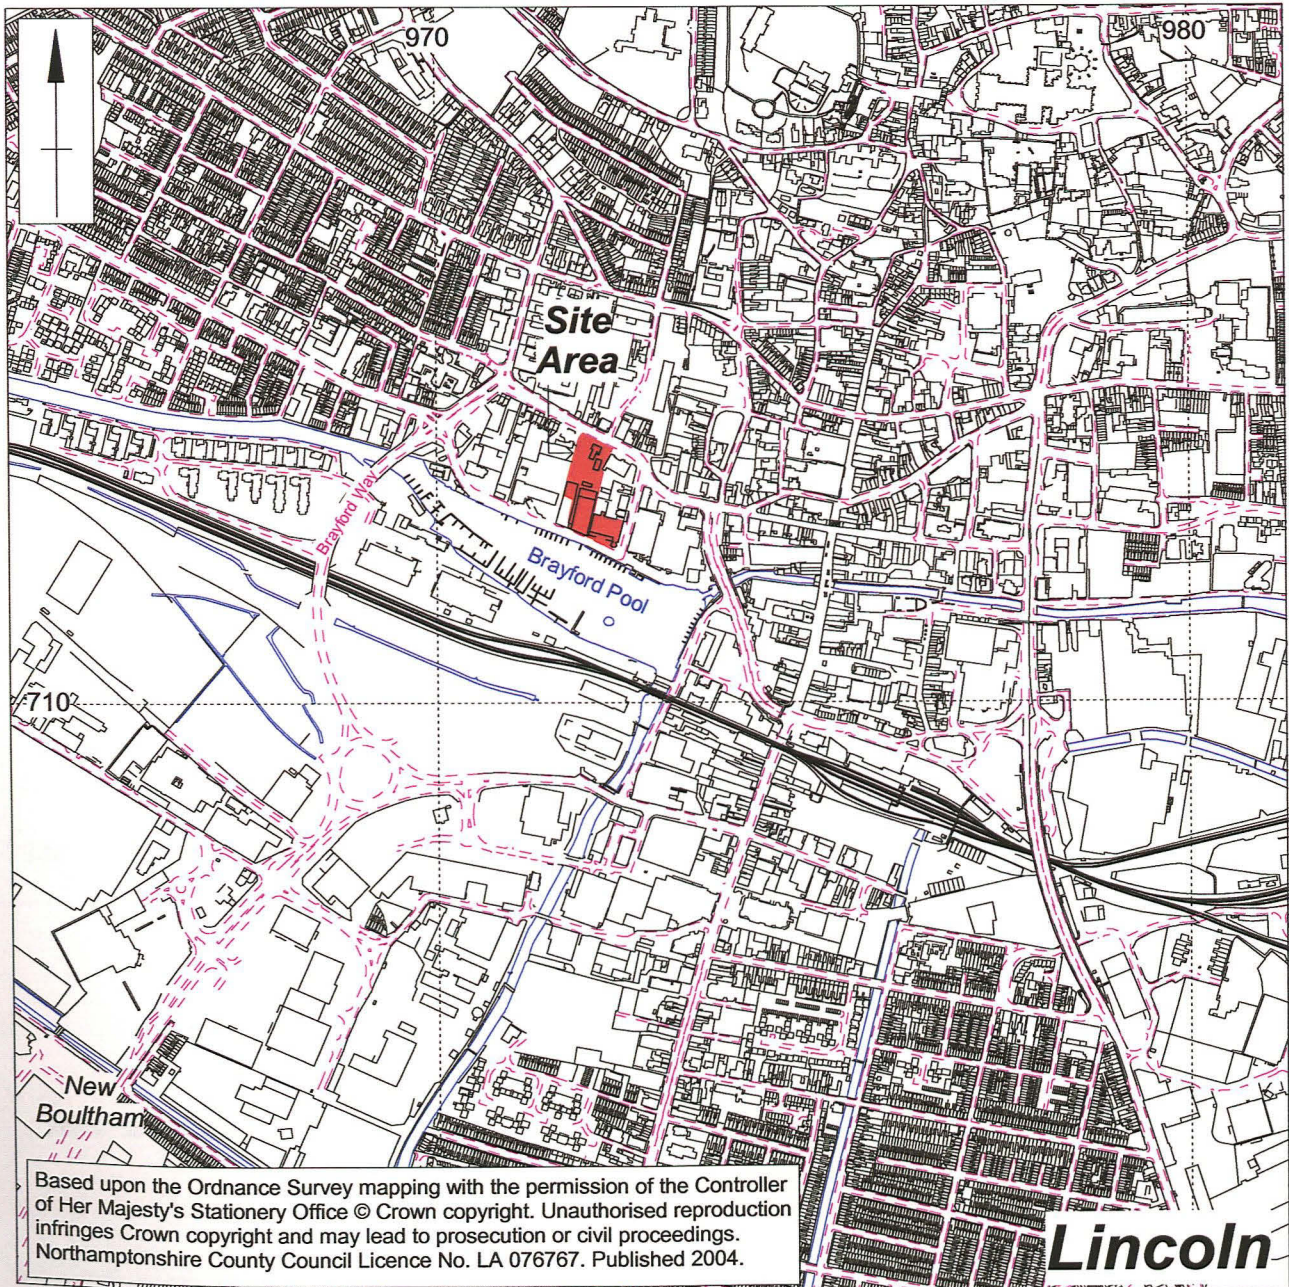 970
980
Site
Area
Brayford Way
Brayford Pool
710
New
Boultham
Based upon the Ordnance Survey mapping with the permission of the Controller
of Her Majesty's Stationery Office © Crown copyright. Unauthorised reproduction
infringes Crown copyright and may lead to prosecution or civil proceedings.
Northamptonshire County Council Licence No. LA 076767. Published 2004.
Lincoln